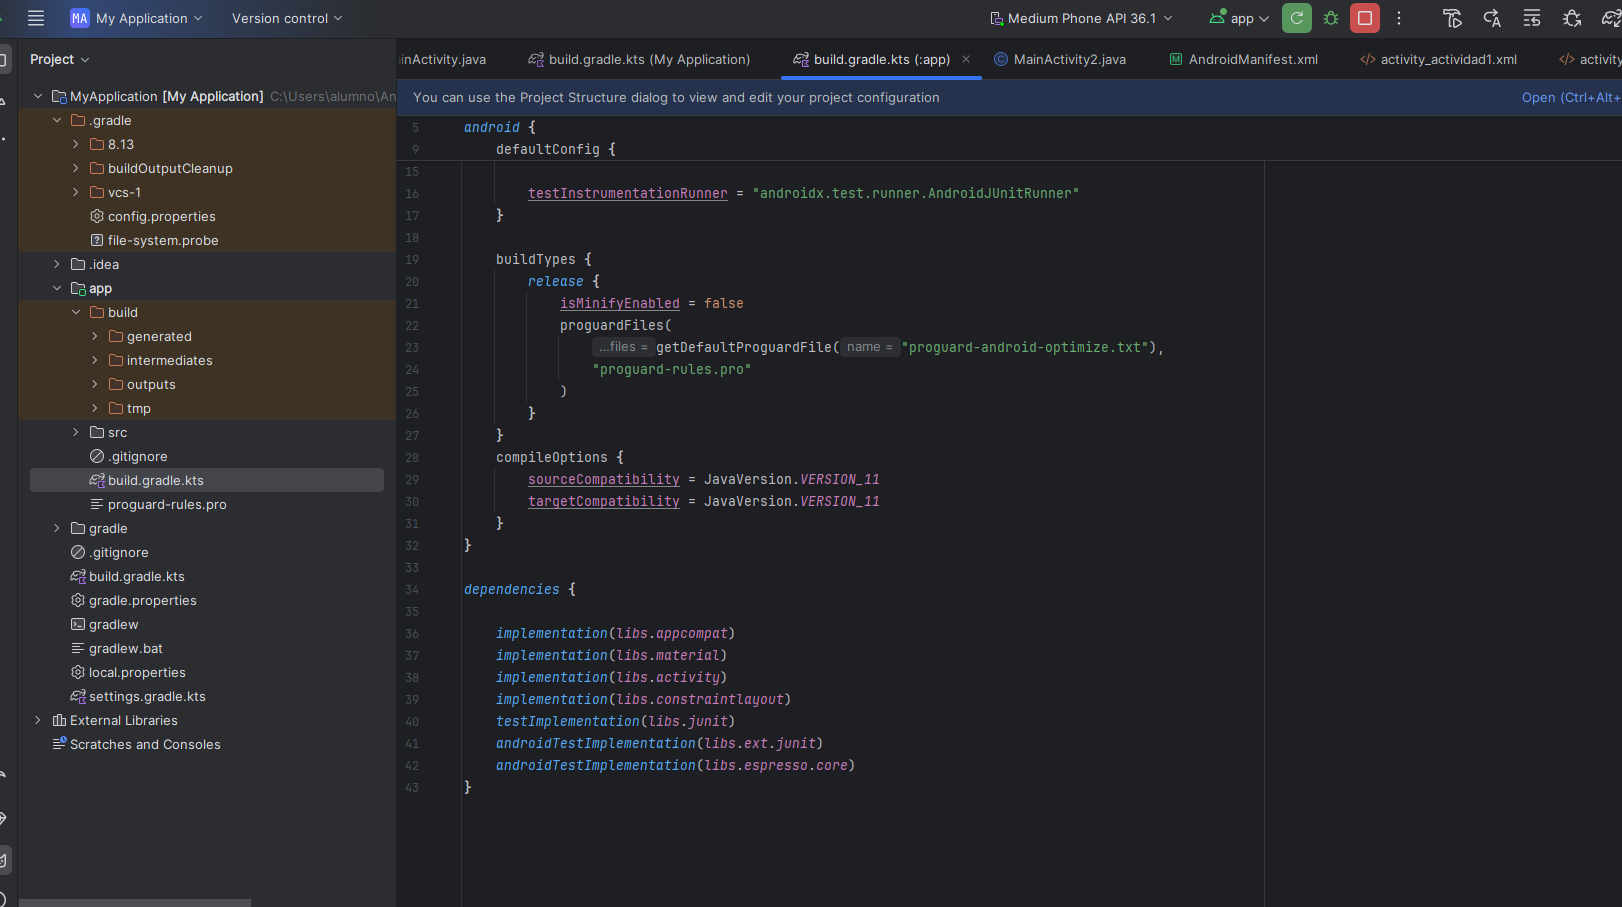 MA My Application Version control Medium Phone API 36.1 app
Project
MyApplication [My Application] C:\Users\alumno\An
.gradle
8.13
buildOutputCleanup
vcs-1
config.properties
file-system.probe
.idea
app
build
generated
intermediates
outputs
tmp
src
.gitignore
build.gradle.kts
proguard-rules.pro
gradle
.gitignore
build.gradle.kts
gradle.properties
gradlew
gradlew.bat
local.properties
settings.gradle.kts
External Libraries
Scratches and Consoles
inActivity.java build.gradle.kts (My Application) build.gradle.kts (:app) MainActivity2.java AndroidManifest.xml activity_actividad1.xml activity
You can use the Project Structure dialog to view and edit your project configuration Open (Ctrl+Alt+
5 android {
9 defaultConfig {
15
16 testInstrumentationRunner = "androidx.test.runner.AndroidJUnitRunner"
17 }
18
19 buildTypes {
20 release {
21 isMinifyEnabled = false
22 proguardFiles(
23 ...files = getDefaultProguardFile( name = "proguard-android-optimize.txt"),
24 "proguard-rules.pro"
25 )
26 }
27 }
28 compileOptions {
29 sourceCompatibility = JavaVersion.VERSION_11
30 targetCompatibility = JavaVersion.VERSION_11
31 }
32 }
33
34 dependencies {
35
36 implementation(libs.appcompat)
37 implementation(libs.material)
38 implementation(libs.activity)
39 implementation(libs.constraintlayout)
40 testImplementation(libs.junit)
41 androidTestImplementation(libs.ext.junit)
42 androidTestImplementation(libs.espresso.core)
43 }